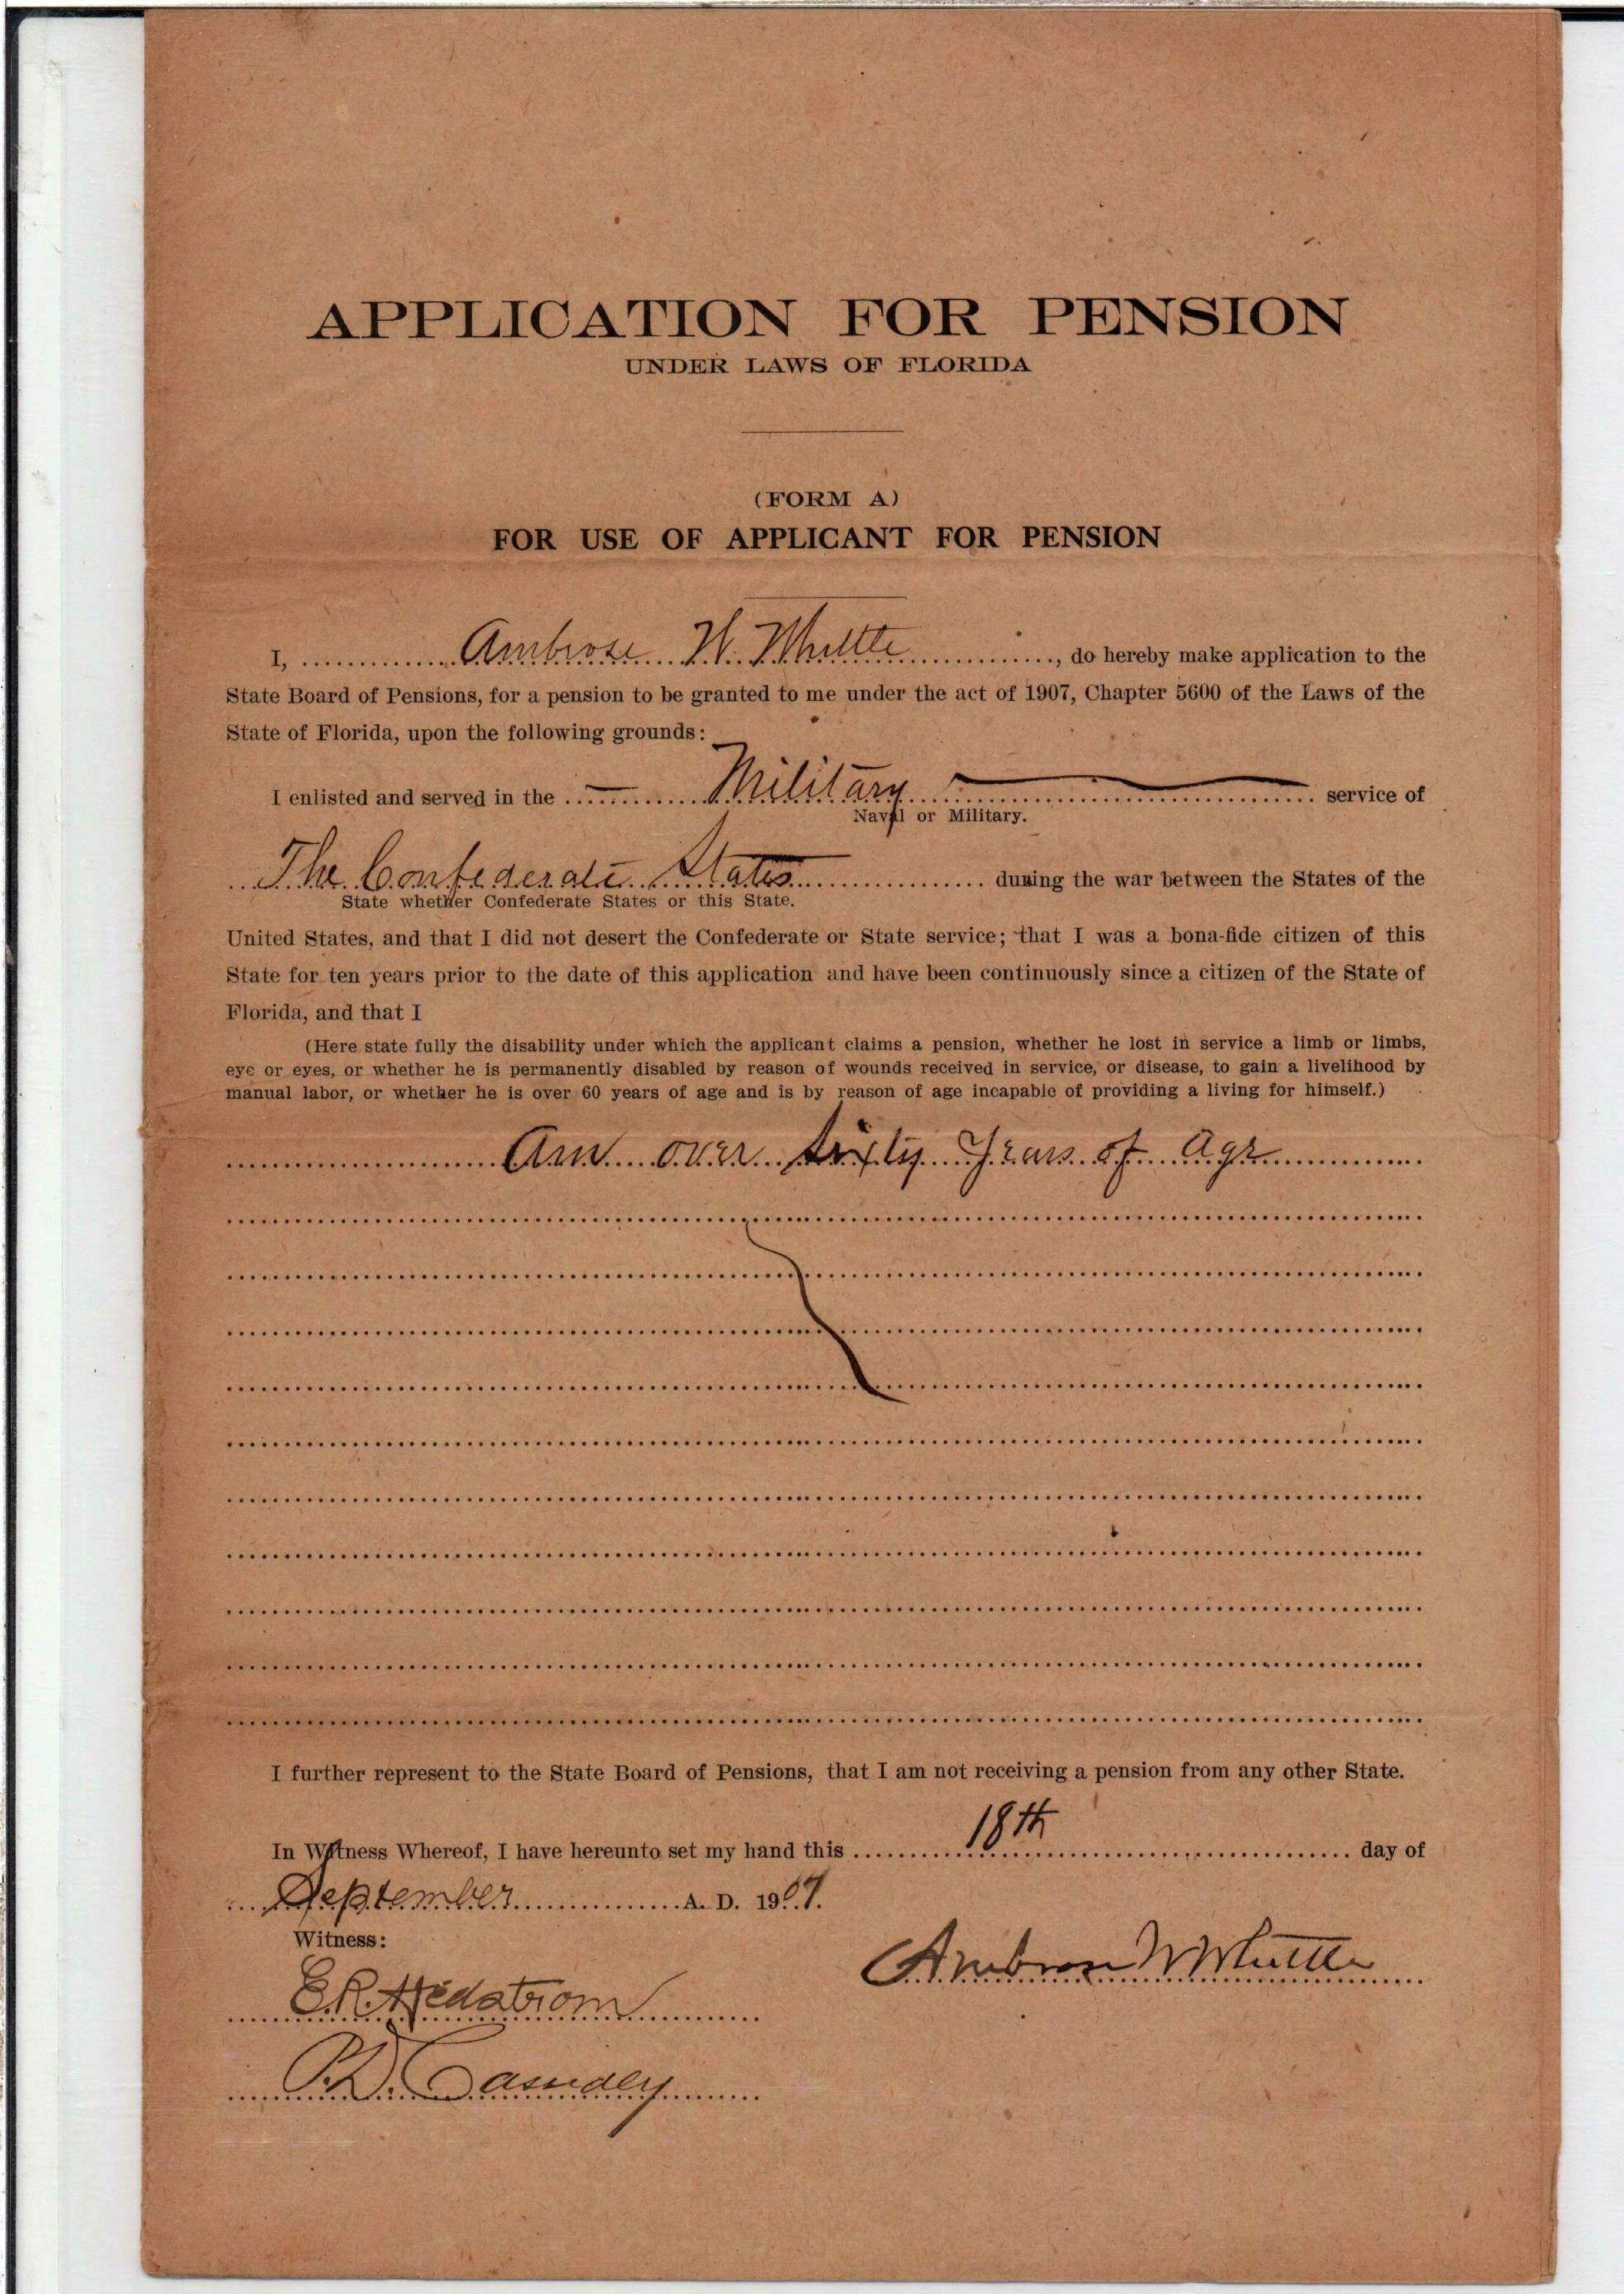 APPLICATION FOR PENSION
UNDER LAWS OF FLORIDA
(FORM A)
FOR USE OF APPLICANT FOR PENSION
I, Ambrose W. Whittle, do hereby make application to the
State Board of Pensions, for a pension to be granted to me under the act of 1907, Chapter 5600 of the Laws of the
State of Florida, upon the following grounds:
I enlisted and served in the Military service of
Naval or Military.
The Confederate States during the war between the States of the
State whether Confederate States or this State.
United States, and that I did not desert the Confederate or State service; that I was a bona-fide citizen of this
State for ten years prior to the date of this application and have been continuously since a citizen of the State of
Florida, and that I
(Here state fully the disability under which the applicant claims a pension, whether he lost in service a limb or limbs,
eye or eyes, or whether he is permanently disabled by reason of wounds received in service, or disease, to gain a livelihood by
manual labor, or whether he is over 60 years of age and is by reason of age incapable of providing a living for himself.)
Am over sixty Years of Age
I further represent to the State Board of Pensions, that I am not receiving a pension from any other State.
In Witness Whereof, I have hereunto set my hand this 18th day of
September A. D. 1907.
Witness:
Ambrose W Whittle
E. R. Hedstrom
P. D. Cassidey